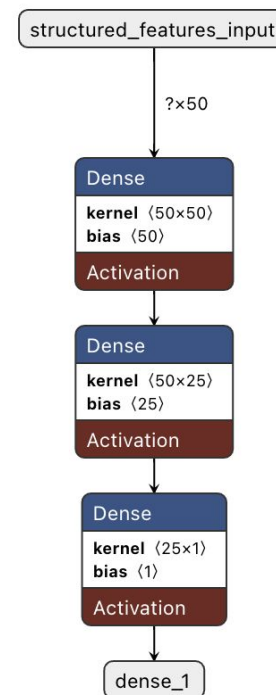 structured_features_input
?×50
Dense
kernel ⟨50×50⟩
bias ⟨50⟩
Activation
Dense
kernel ⟨50×25⟩
bias ⟨25⟩
Activation
Dense
kernel ⟨25×1⟩
bias ⟨1⟩
Activation
dense_1